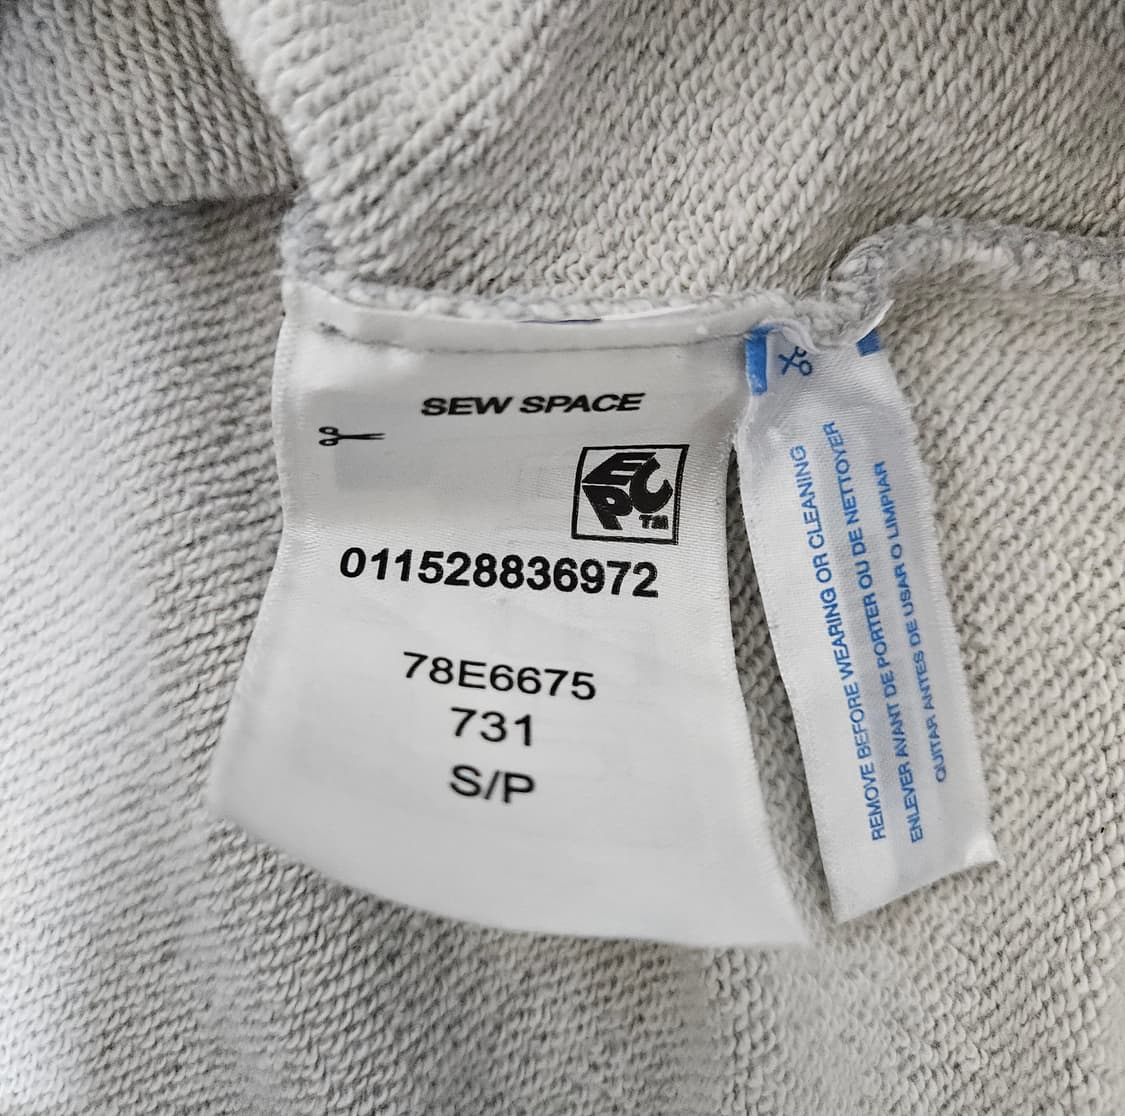 SEW SPACE
EPC
TM
011528836972
78E6675
731
S/P
REMOVE BEFORE WEARING OR CLEANING
ENLEVER AVANT DE PORTER OU DE NETTOYER
QUITAR ANTES DE USAR O LIMPIAR